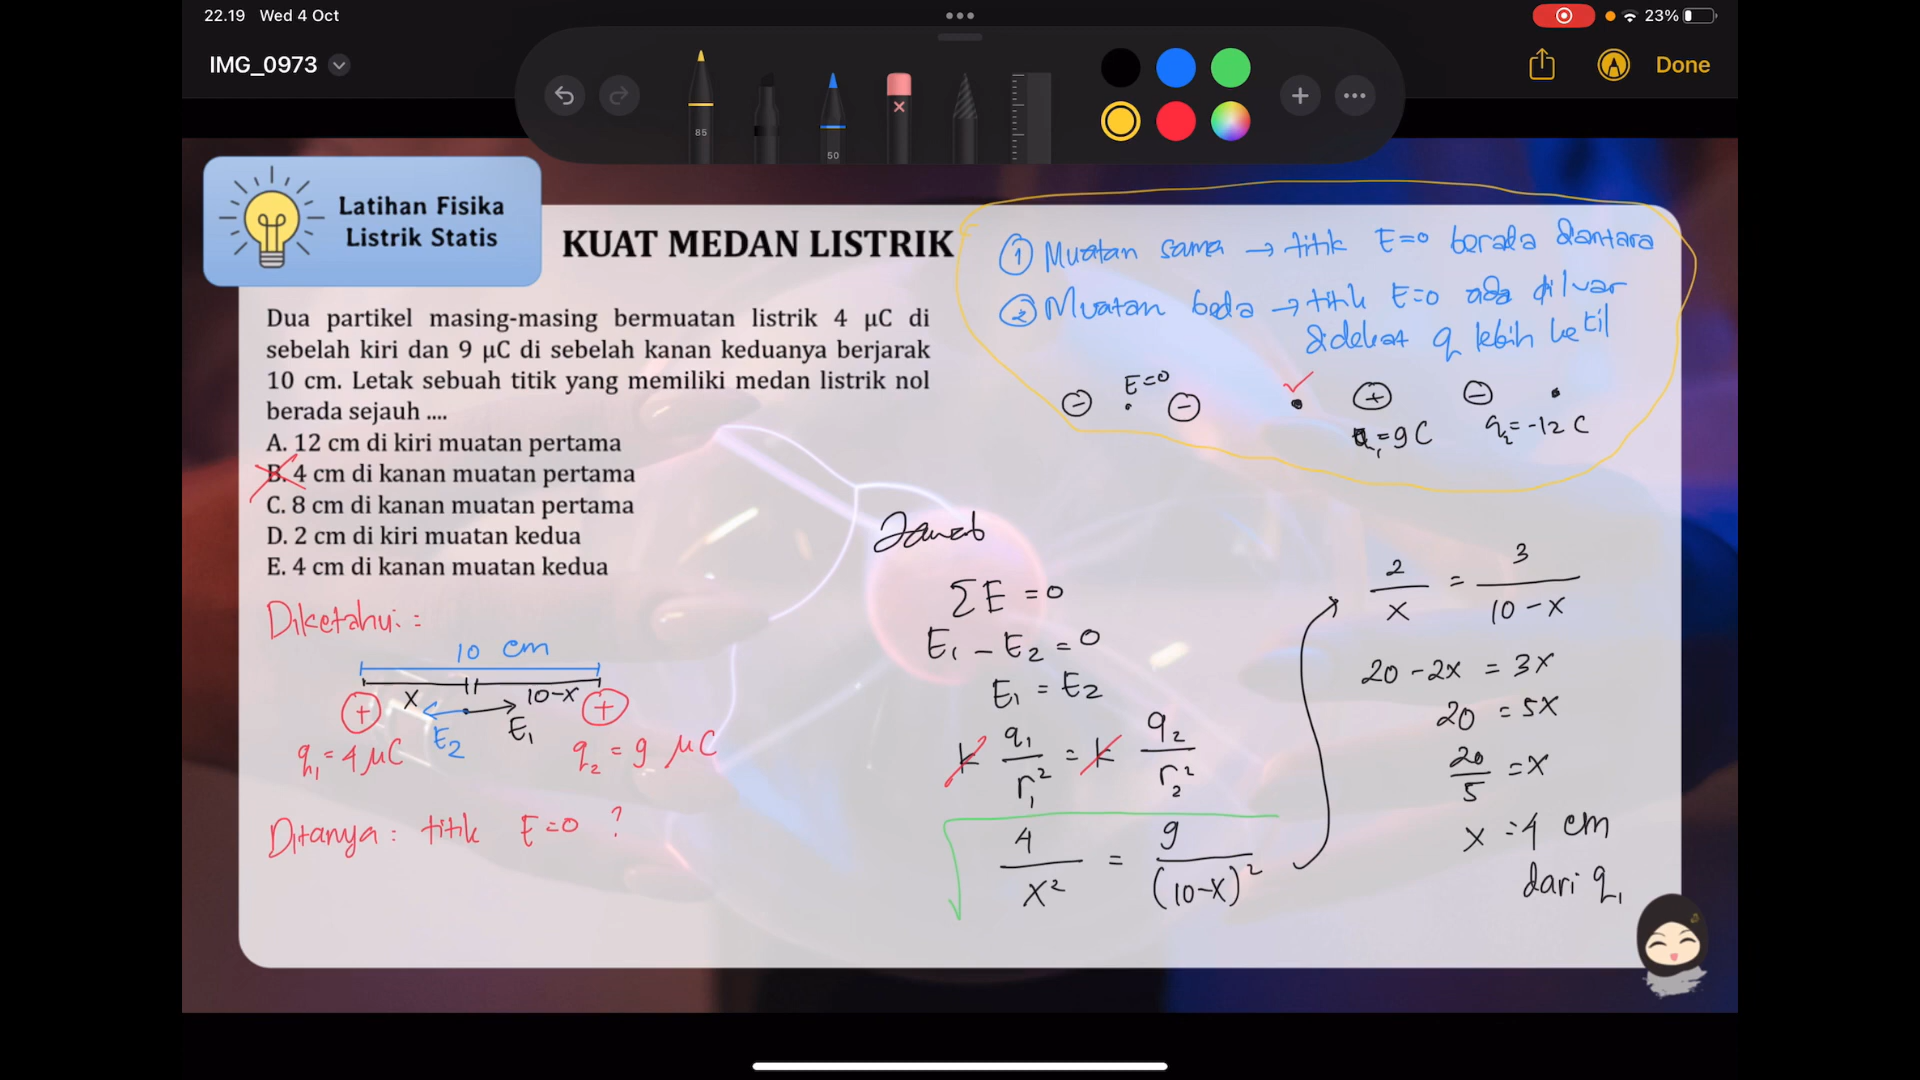 22.19 Wed 4 Oct
23%
IMG_0973
Done
85
50
Latihan Fisika
Listrik Statis
KUAT MEDAN LISTRIK
Dua partikel masing-masing bermuatan listrik 4 μC di
sebelah kiri dan 9 μC di sebelah kanan keduanya berjarak
10 cm. Letak sebuah titik yang memiliki medan listrik nol
berada sejauh ....
A. 12 cm di kiri muatan pertama
B. 4 cm di kanan muatan pertama
C. 8 cm di kanan muatan pertama
D. 2 cm di kiri muatan kedua
E. 4 cm di kanan muatan kedua
Diketahui :
10 cm
x 10-x
+ +
E₂ E₁
q₁ = 4 μC q₂ = 9 μC
Ditanya : titik E=0 ?
① Muatan sama → titik E=0 berada diantara
② Muatan beda → titik E=0 ada diluar
didekat q lebih kecil
E=0
- - + -
q₁ = 9 C q₂ = -12 C
Jawab
ΣE = 0
E₁ - E₂ = 0
E₁ = E₂
k q₁/r₁² = k q₂/r₂²
4/x² = 9/(10-x)²
2/x = 3/(10-x)
20 - 2x = 3x
20 = 5x
20/5 = x
x = 4 cm
dari q₁